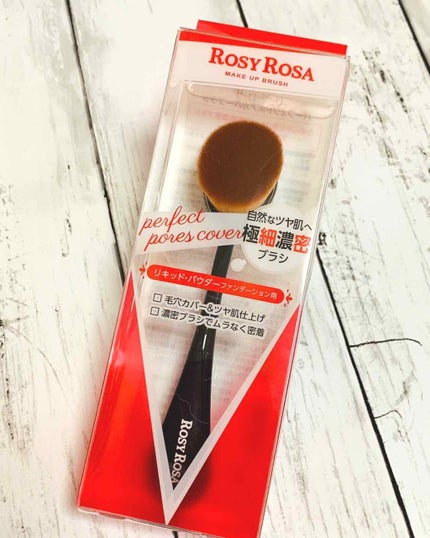 ROSY ROSA
MAKE UP BRUSH
perfect
pores cover
自然なツヤ肌へ
極細濃密
ブラシ
リキッド・パウダーファンデーション用
毛穴カバー&ツヤ肌仕上げ
濃密ブラシでムラなく密着
ROSY ROSA